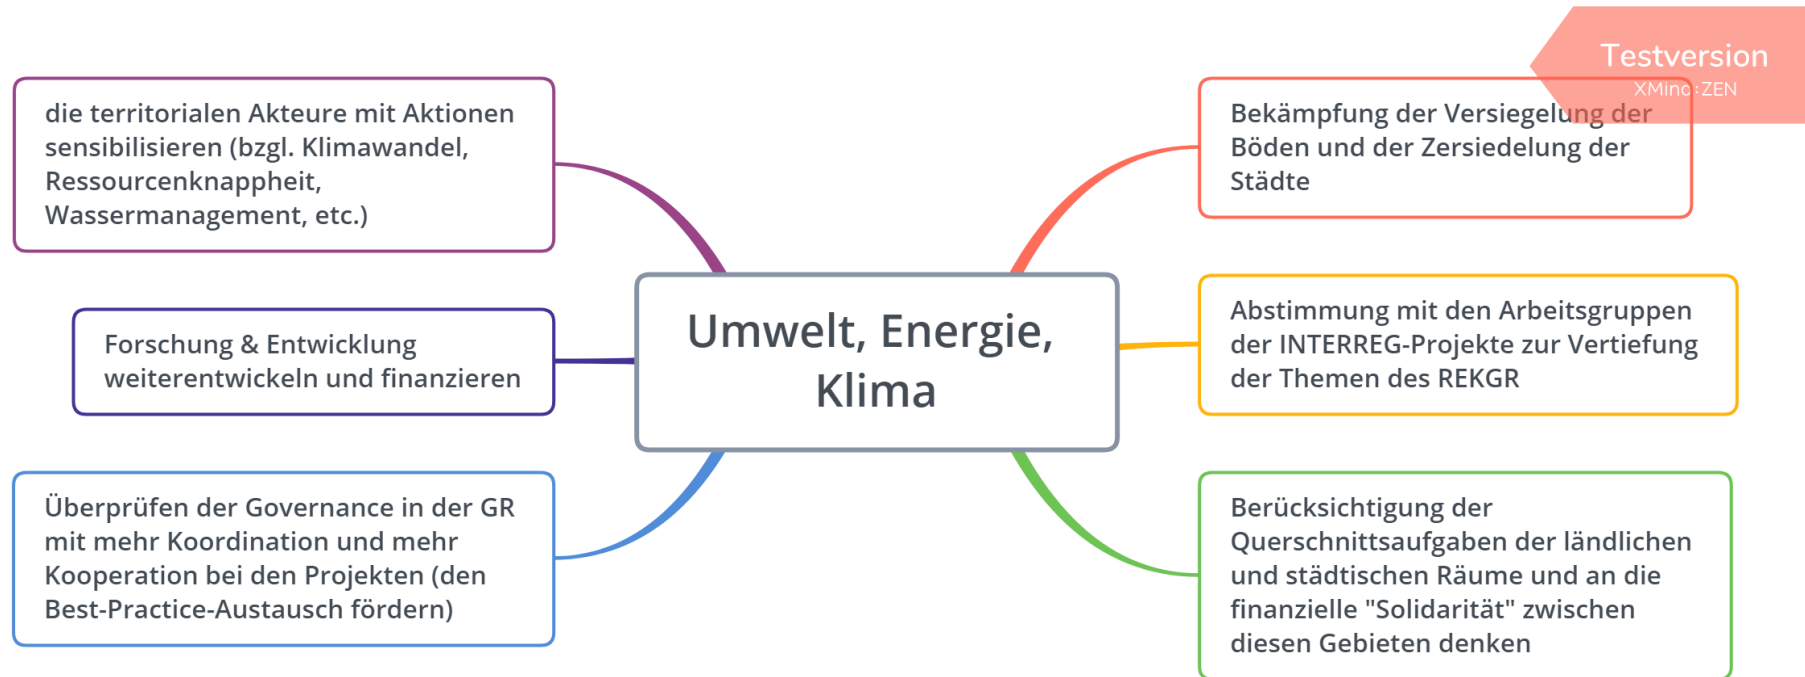 Testversion
XMind:ZEN
die territorialen Akteure mit Aktionen
sensibilisieren (bzgl. Klimawandel,
Ressourcenknappheit,
Wassermanagement, etc.)
Forschung & Entwicklung
weiterentwickeln und finanzieren
Überprüfen der Governance in der GR
mit mehr Koordination und mehr
Kooperation bei den Projekten (den
Best-Practice-Austausch fördern)
Umwelt, Energie,
Klima
Bekämpfung der Versiegelung der
Böden und der Zersiedelung der
Städte
Abstimmung mit den Arbeitsgruppen
der INTERREG-Projekte zur Vertiefung
der Themen des REKGR
Berücksichtigung der
Querschnittsaufgaben der ländlichen
und städtischen Räume und an die
finanzielle "Solidarität" zwischen
diesen Gebieten denken